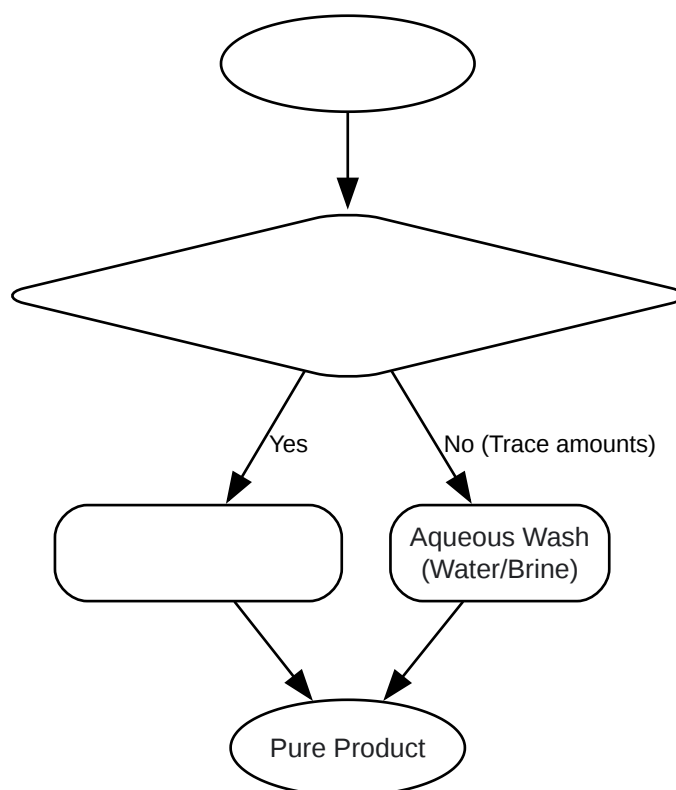 Yes
No (Trace amounts)
Aqueous Wash
(Water/Brine)
Pure Product